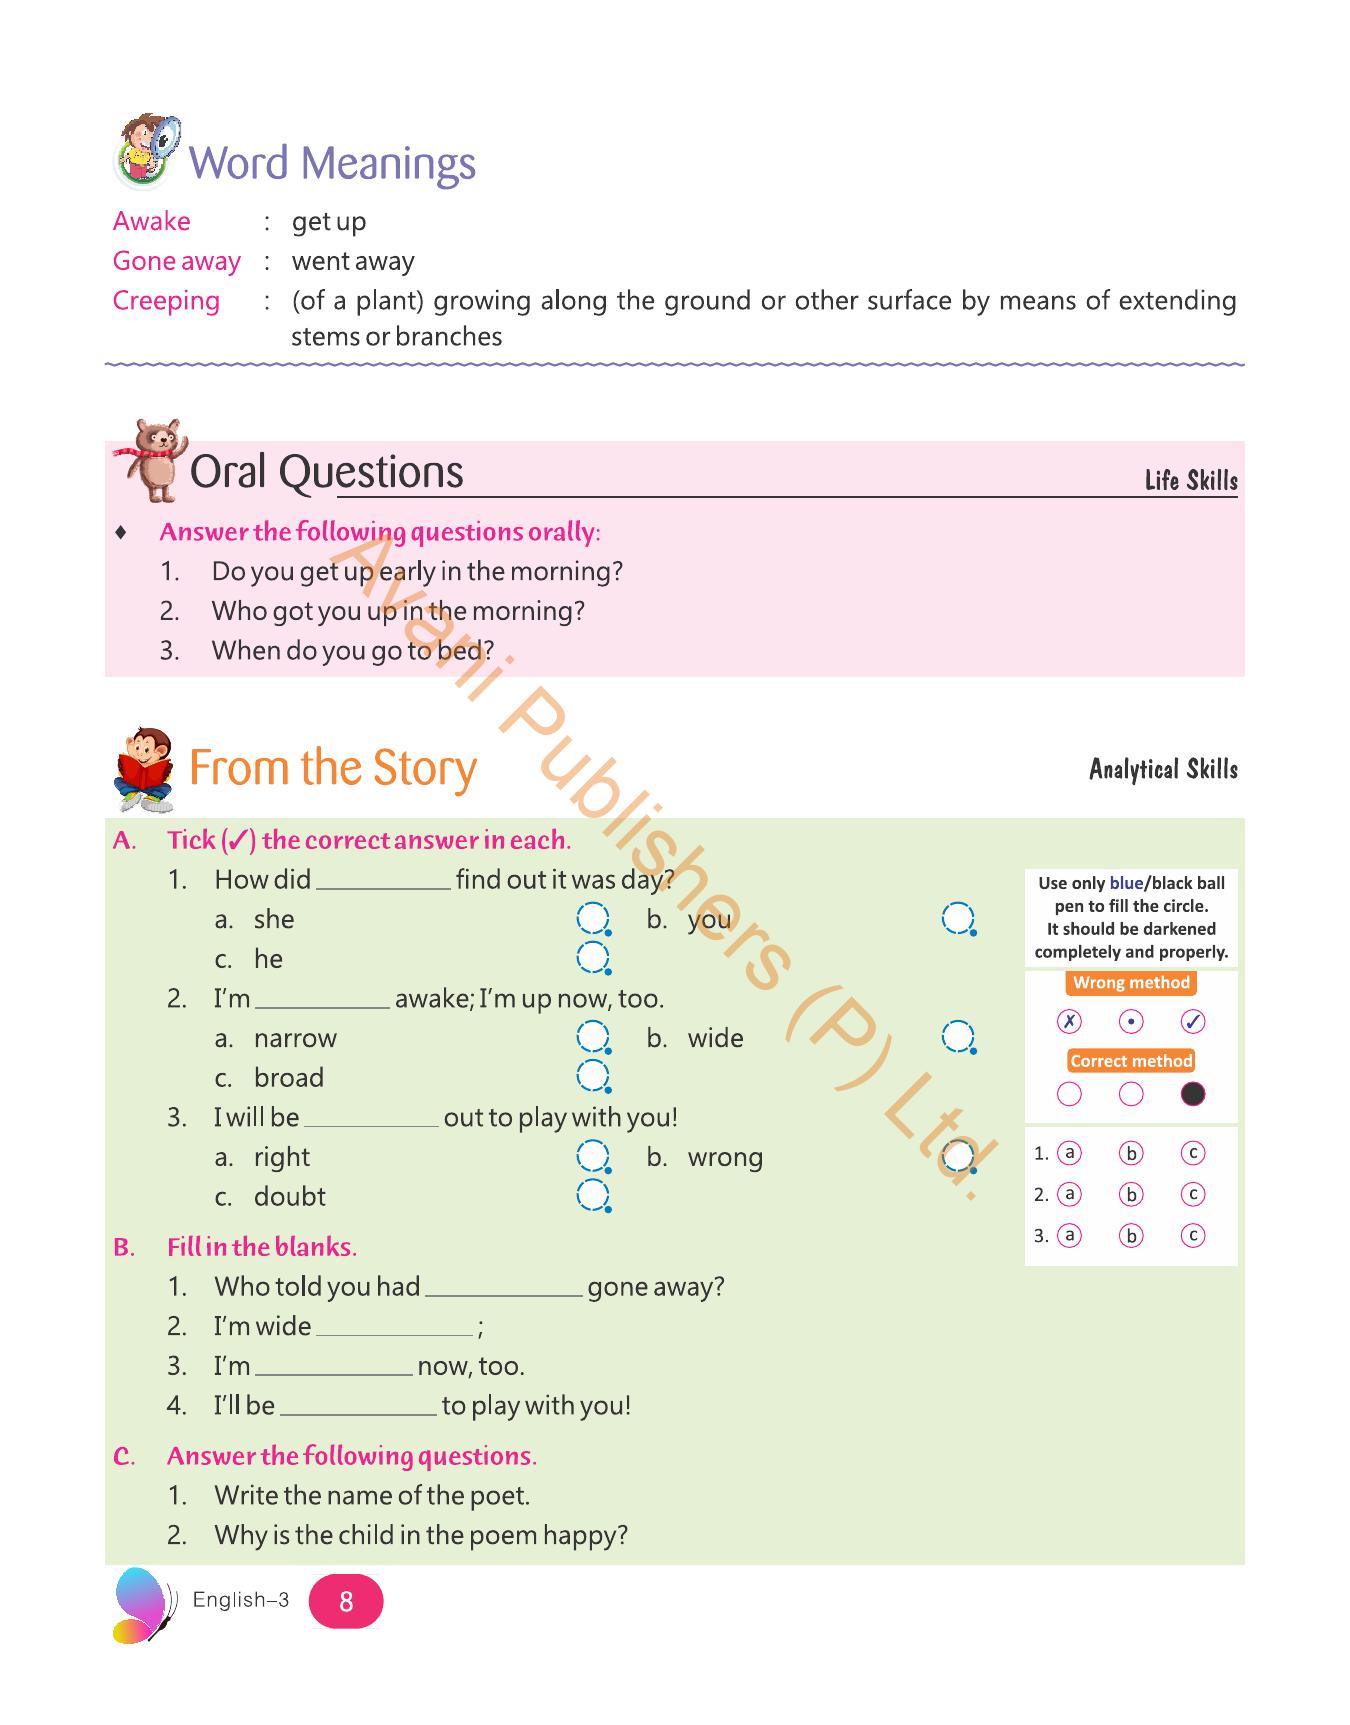 Word Meanings
Awake : get up
Gone away : went away
Creeping : (of a plant) growing along the ground or other surface by means of extending
stems or branches
Oral Questions
Life Skills
♦ Answer the following questions orally:
1. Do you get up early in the morning?
2. Who got you up in the morning?
3. When do you go to bed?
From the Story
Analytical Skills
A. Tick (✓) the correct answer in each.
1. How did __________ find out it was day?
a. she b. you
c. he
2. I'm __________ awake; I'm up now, too.
a. narrow b. wide
c. broad
3. I will be __________ out to play with you!
a. right b. wrong
c. doubt
Use only blue/black ball
pen to fill the circle.
It should be darkened
completely and properly.
Wrong method
✗ • ✓
Correct method
1. a b c
2. a b c
3. a b c
B. Fill in the blanks.
1. Who told you had ____________ gone away?
2. I'm wide ____________ ;
3. I'm ____________ now, too.
4. I'll be ____________ to play with you!
C. Answer the following questions.
1. Write the name of the poet.
2. Why is the child in the poem happy?
English–3 8
Avani Publishers (P) Ltd.